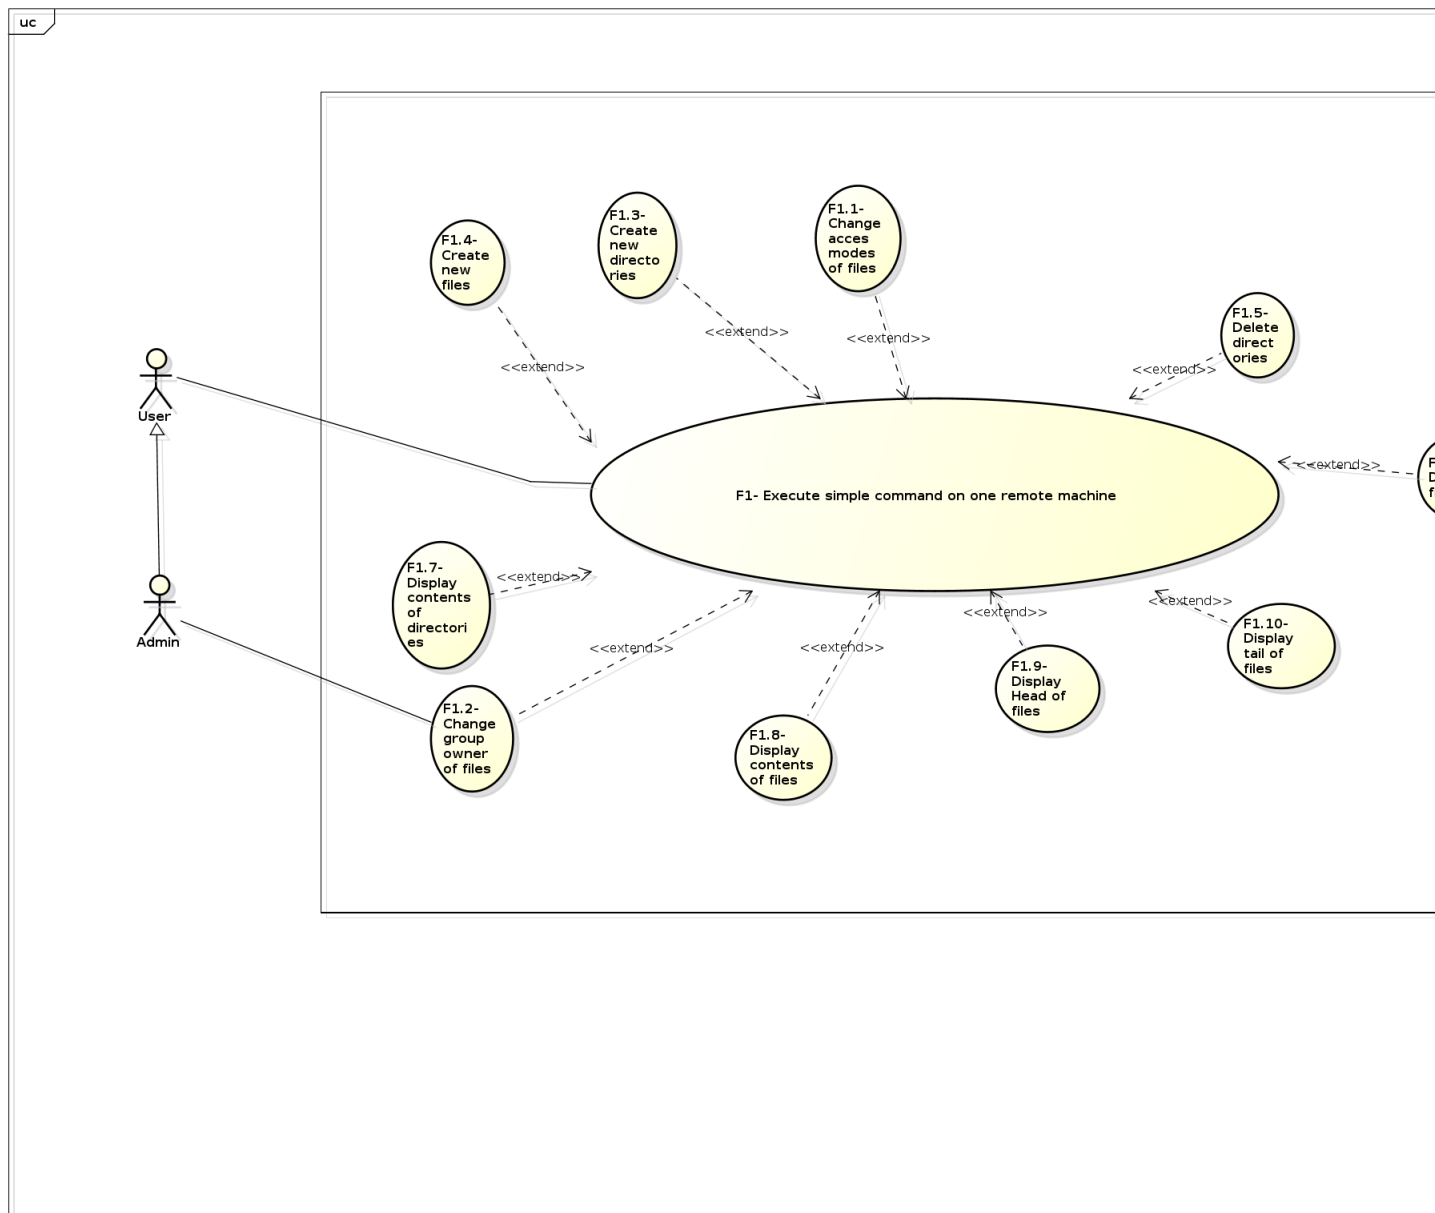 uc
F1.4-
Create
new
files
F1.3-
Create
new
directo
ries
F1.1-
Change
acces
modes
of files
F1.5-
Delete
direct
ories
<<extend>>
<<extend>>
<<extend>>
<<extend>>
<<extend>>
User
F1- Execute simple command on one remote machine
F1.7-
Display
contents
of
directori
es
<<extend>>
<<extend>>
<<extend>>
<<extend>>
<<extend>>
Admin
F1.2-
Change
group
owner
of files
F1.8-
Display
contents
of files
F1.9-
Display
Head of
files
F1.10-
Display
tail of
files